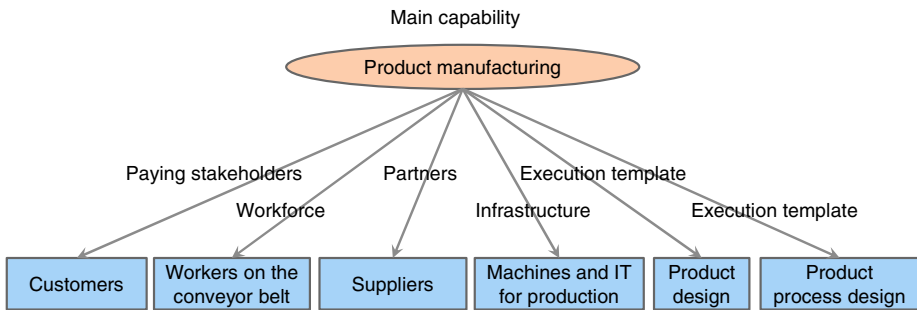 Main capability
Product manufacturing
Paying stakeholders
Partners
Execution template
Workforce
Infrastructure
Execution template
Customers
Workers on the
conveyor belt
Suppliers
Machines and IT
for production
Product
design
Product
process design